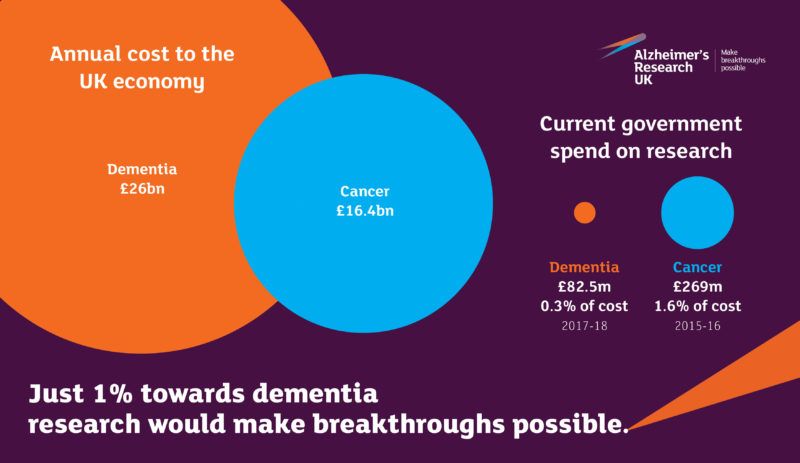 Annual cost to the
UK economy
Dementia
£26bn
Cancer
£16.4bn
Alzheimer's
Research
UK
Make
breakthroughs
possible
Current government
spend on research
Dementia
£82.5m
0.3% of cost
2017-18
Cancer
£269m
1.6% of cost
2015-16
Just 1% towards dementia
research would make breakthroughs possible.